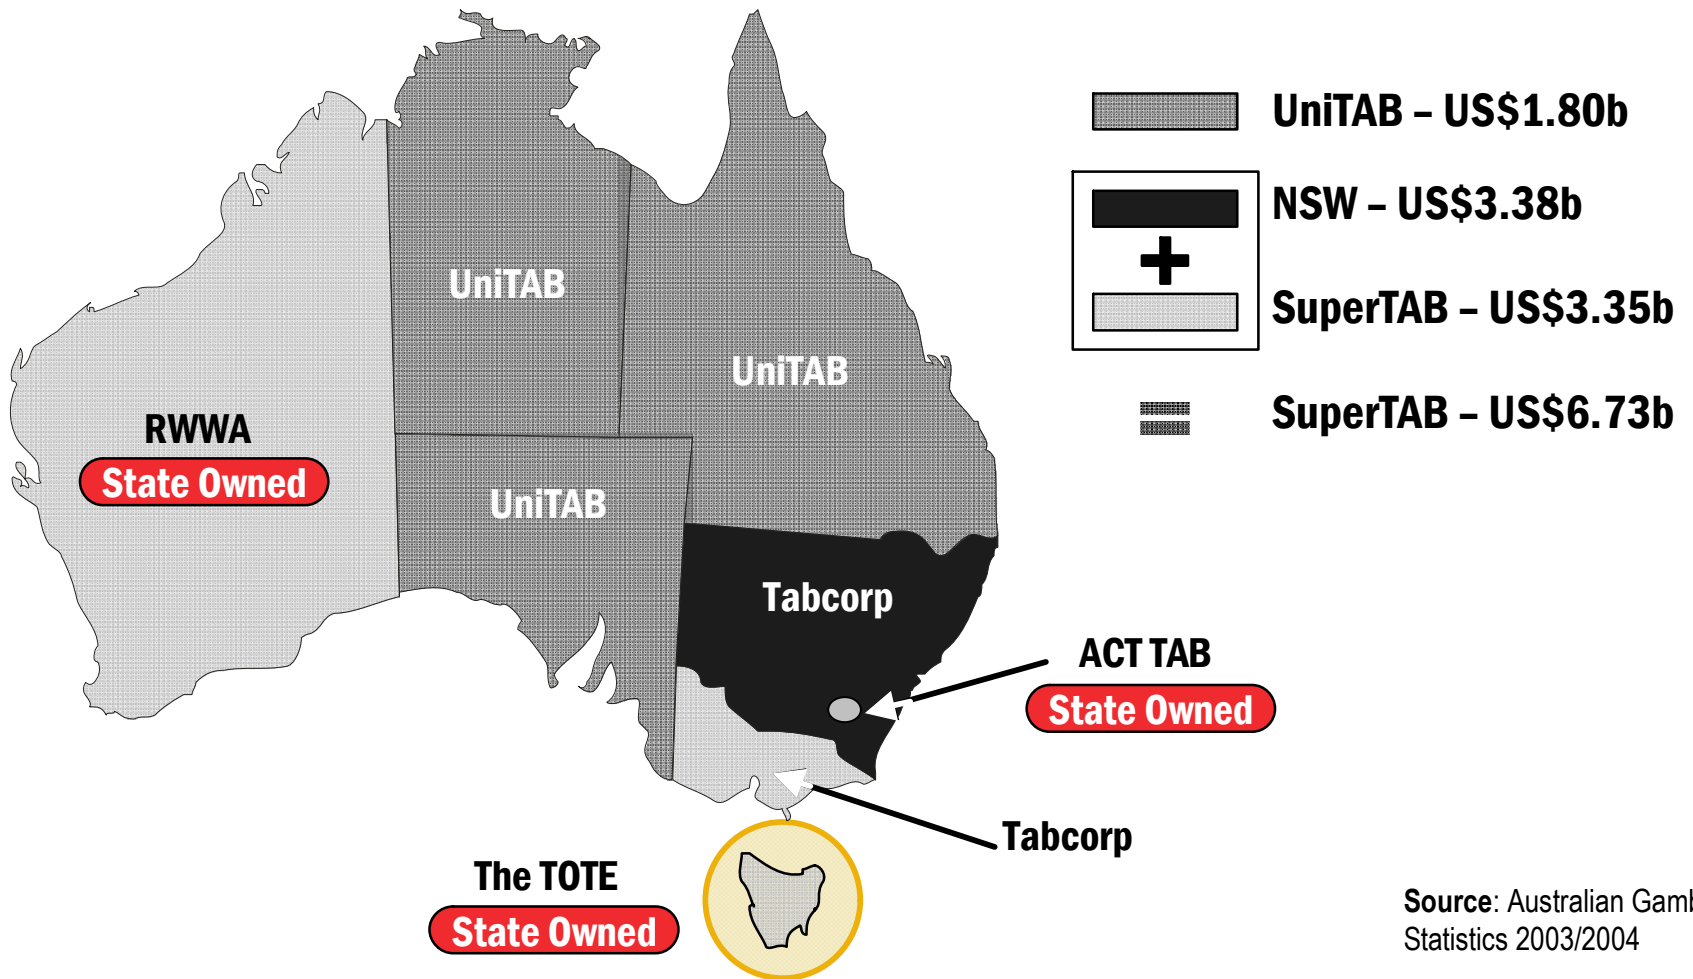 UniTAB – US$1.80b
NSW – US$3.38b
+
SuperTAB – US$3.35b
=
SuperTAB – US$6.73b
UniTAB
UniTAB
RWWA
State Owned
UniTAB
Tabcorp
ACT TAB
State Owned
Tabcorp
The TOTE
State Owned
Source: Australian Gamb
Statistics 2003/2004